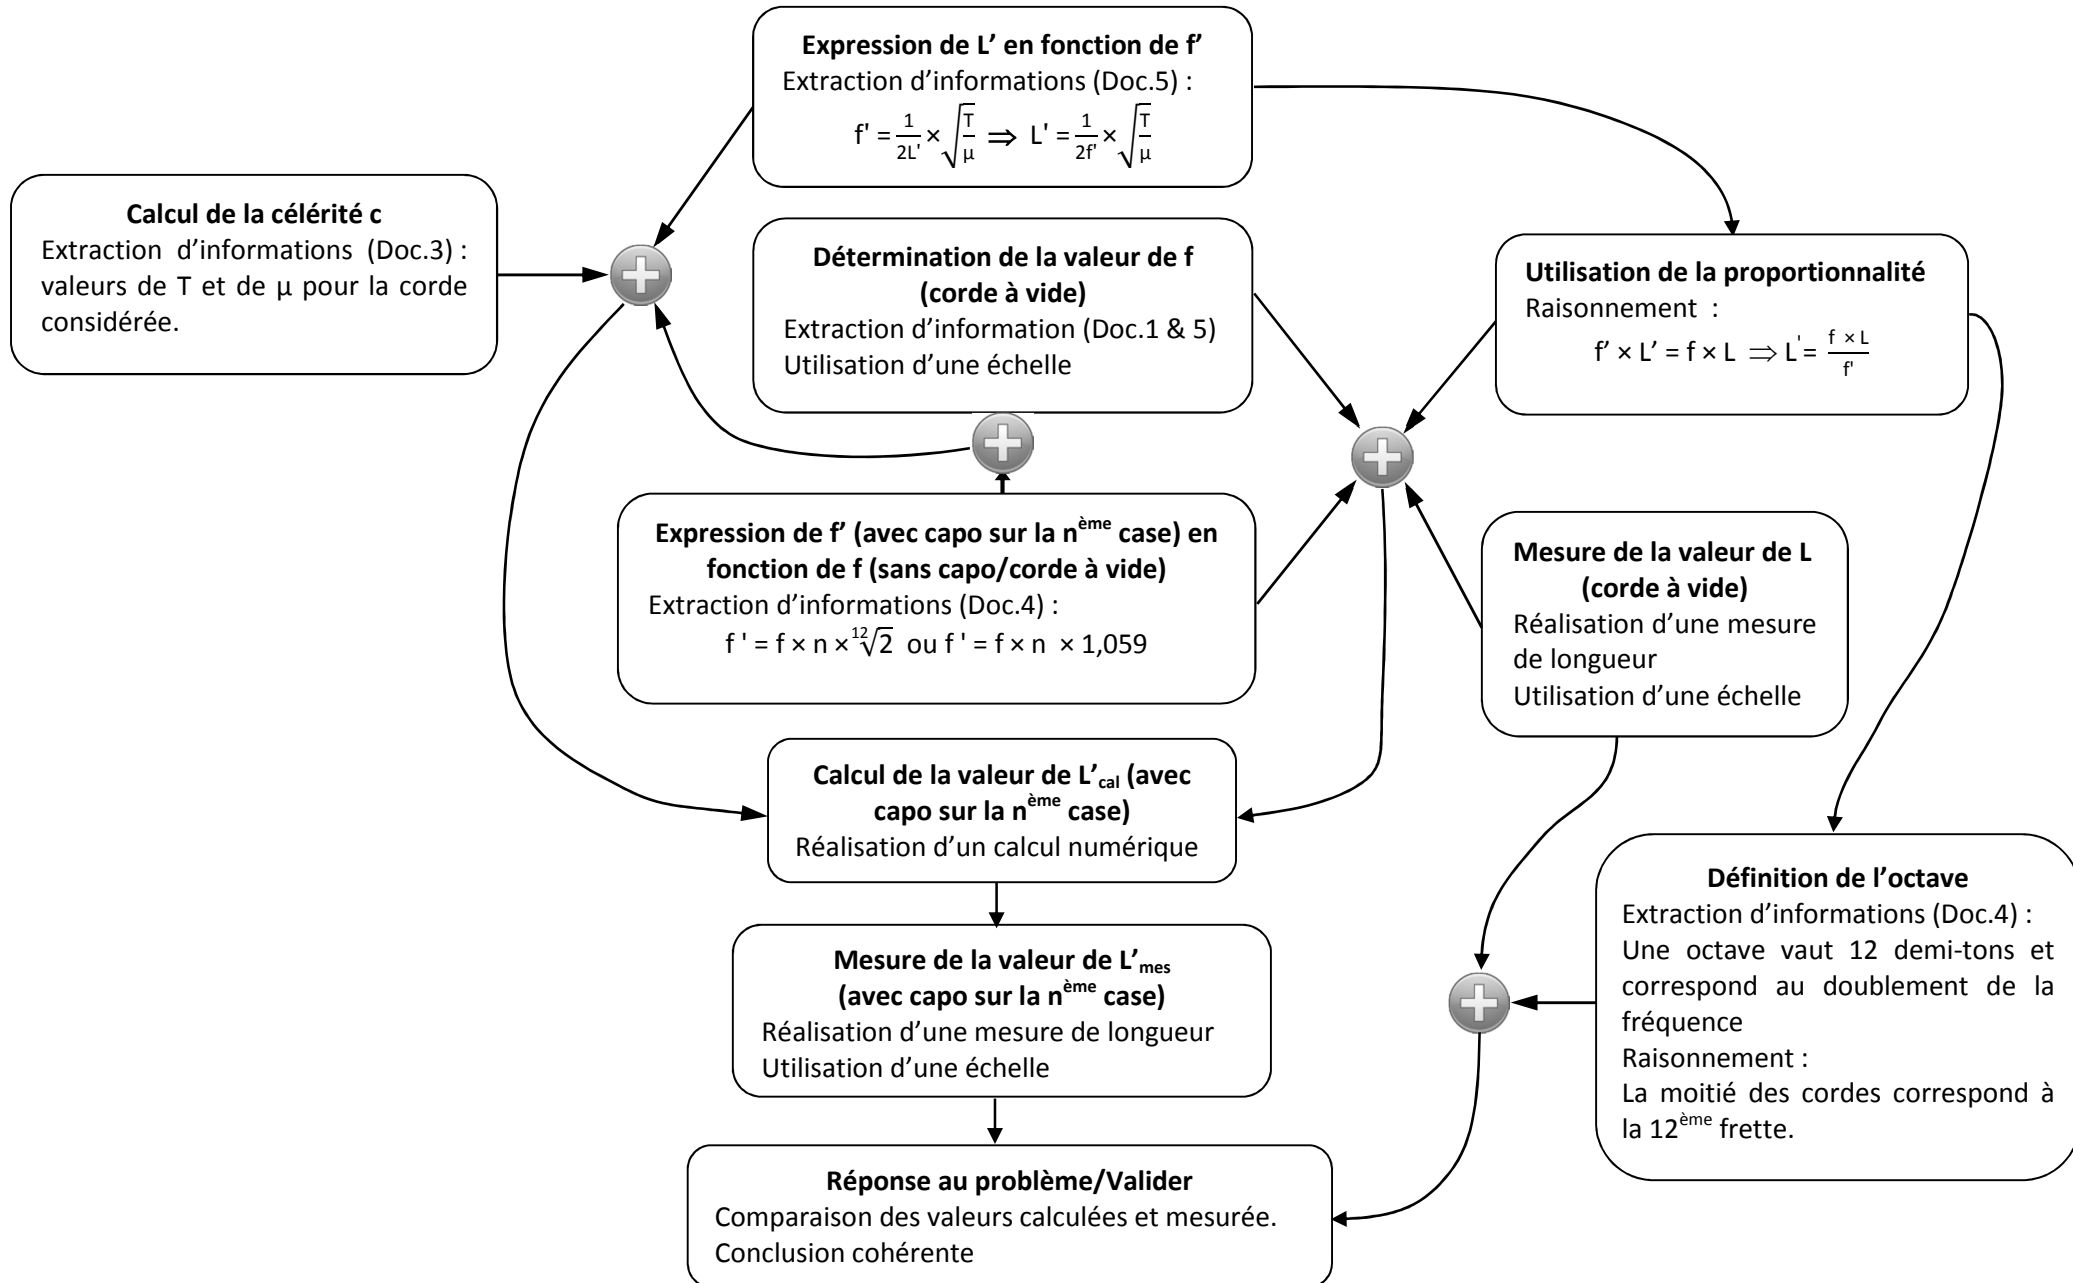 Expression de L’ en fonction de f’
Extraction d’informations (Doc.5) :
f' = 1/2L' × √(T/µ) ⇒ L' = 1/2f' × √(T/µ)
Calcul de la célérité c
Extraction d’informations (Doc.3) :
valeurs de T et de µ pour la corde
considérée.
Détermination de la valeur de f
(corde à vide)
Extraction d’information (Doc.1 & 5)
Utilisation d’une échelle
Utilisation de la proportionnalité
Raisonnement :
f’ × L’ = f × L ⇒ L' = f × L / f'
Expression de f’ (avec capo sur la nème case) en
fonction de f (sans capo/corde à vide)
Extraction d’informations (Doc.4) :
f ' = f × n × ¹²√2 ou f ' = f × n × 1,059
Mesure de la valeur de L
(corde à vide)
Réalisation d’une mesure
de longueur
Utilisation d’une échelle
Calcul de la valeur de L’cal (avec
capo sur la nème case)
Réalisation d’un calcul numérique
Mesure de la valeur de L’mes
(avec capo sur la nème case)
Réalisation d’une mesure de longueur
Utilisation d’une échelle
Définition de l’octave
Extraction d’informations (Doc.4) :
Une octave vaut 12 demi-tons et
correspond au doublement de la
fréquence
Raisonnement :
La moitié des cordes correspond à
la 12ème frette.
Réponse au problème/Valider
Comparaison des valeurs calculées et mesurée.
Conclusion cohérente